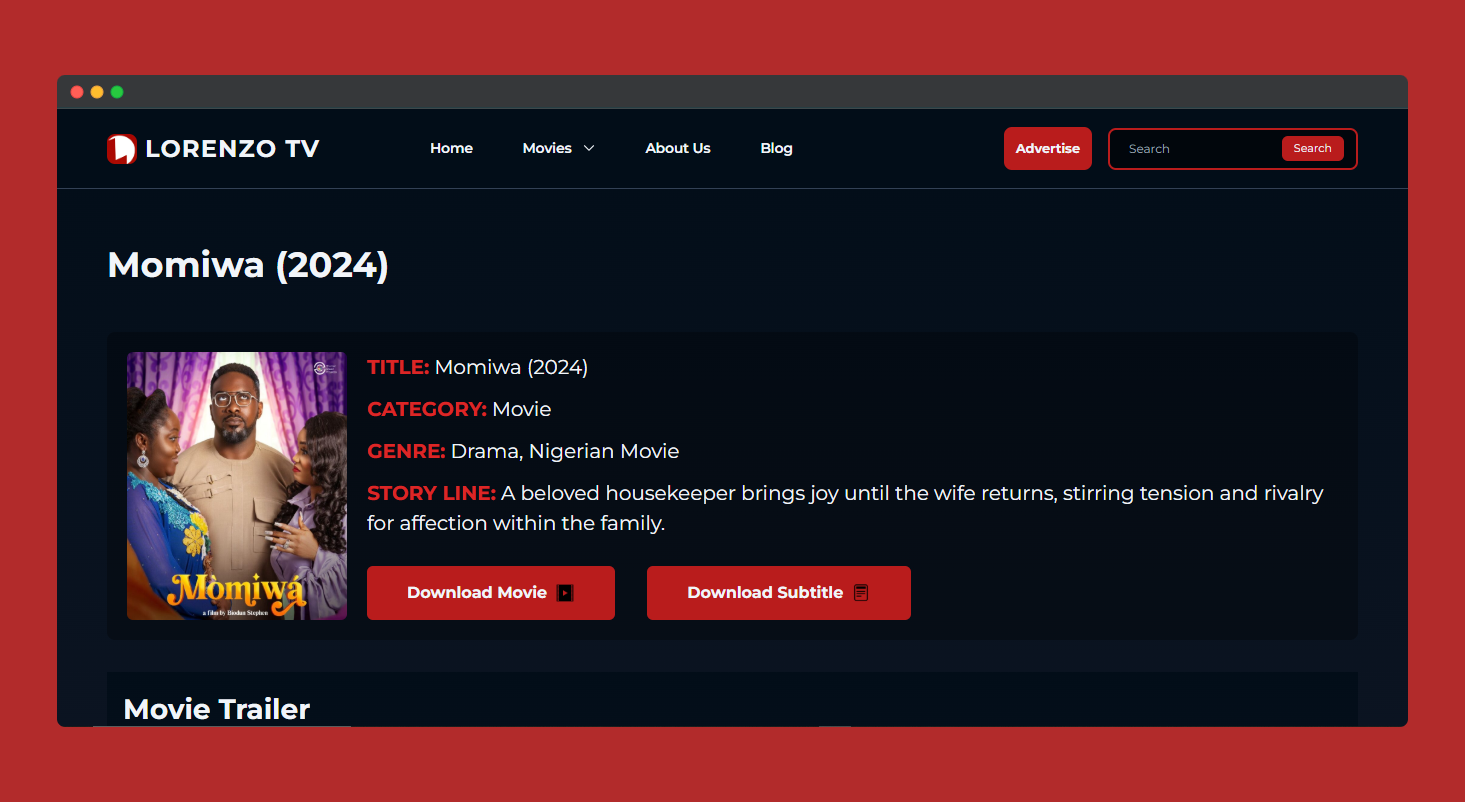 LORENZO TV
Home
Movies
About Us
Blog
Advertise
Search
Search
Momiwa (2024)
TITLE: Momiwa (2024)
CATEGORY: Movie
GENRE: Drama, Nigerian Movie
STORY LINE: A beloved housekeeper brings joy until the wife returns, stirring tension and rivalry
for affection within the family.
Mòmiwá
a film by Biodun Stephen
Download Movie
Download Subtitle
Movie Trailer